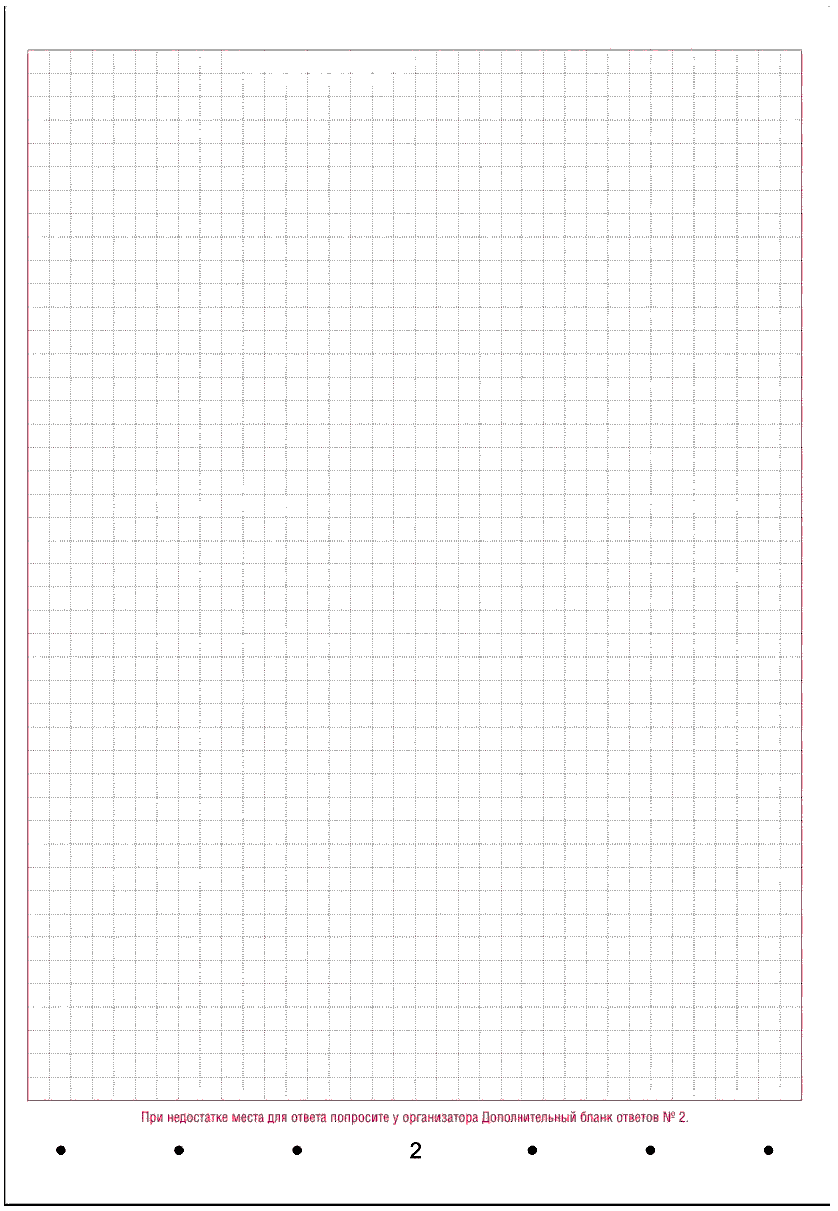 При недостатке места для ответа попросите у организатора Дополнительный бланк ответов № 2.
2